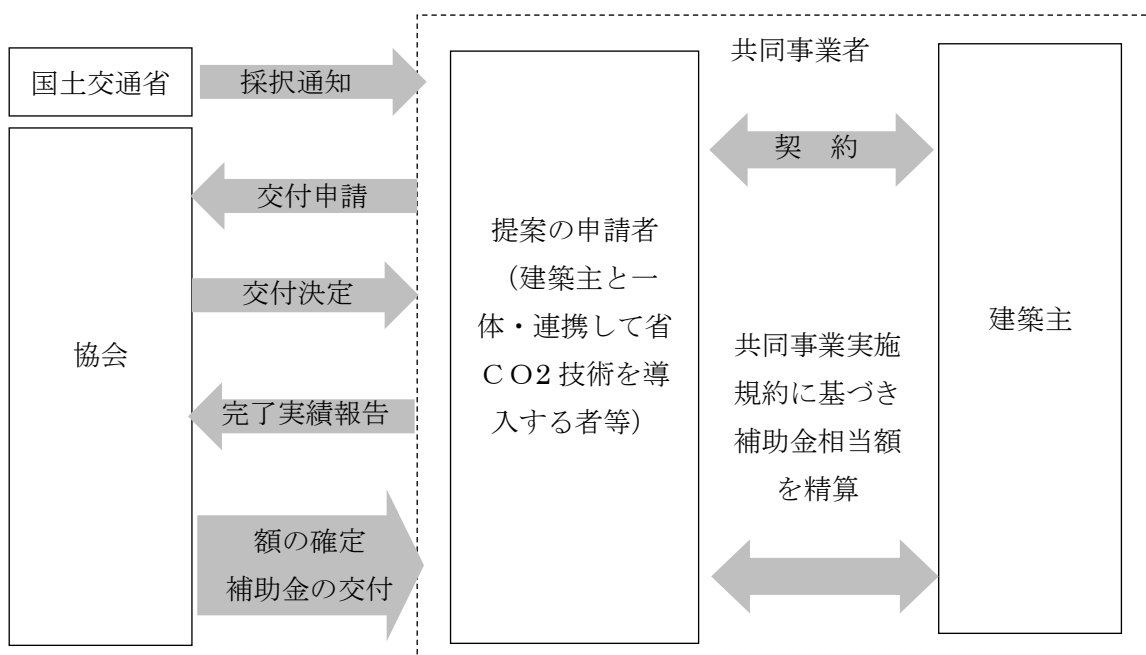 共同事業者
国土交通省
採択通知
契　約
交付申請
提案の申請者
（建築主と一
体・連携して省
ＣＯ2 技術を導
入する者等）
交付決定
建築主
協会
共同事業実施
規約に基づき
補助金相当額
を精算
完了実績報告
額の確定
補助金の交付